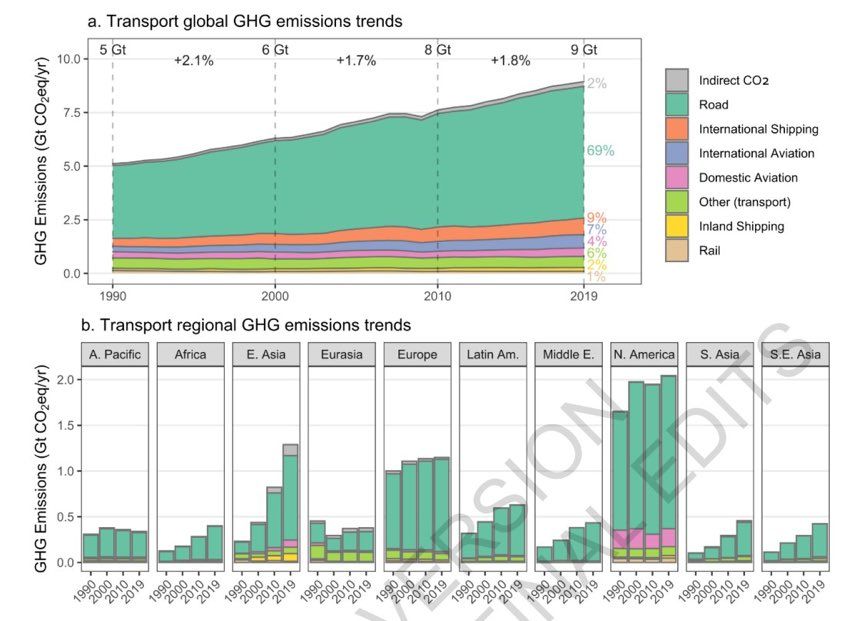 a. Transport global GHG emissions trends
5 Gt 6 Gt 8 Gt 9 Gt
+2.1% +1.7% +1.8%
GHG Emissions (Gt CO₂eq/yr)
10.0
7.5
5.0
2.5
0.0
2%
69%
9%
7%
4%
6%
2%
1%
1990 2000 2010 2019
Indirect CO2
Road
International Shipping
International Aviation
Domestic Aviation
Other (transport)
Inland Shipping
Rail
b. Transport regional GHG emissions trends
A. Pacific Africa E. Asia Eurasia Europe Latin Am. Middle E. N. America S. Asia S.E. Asia
GHG Emissions (Gt CO₂eq/yr)
2.0
1.5
1.0
0.5
0.0
1990 2000 2010 2019 1990 2000 2010 2019 1990 2000 2010 2019 1990 2000 2010 2019 1990 2000 2010 2019 1990 2000 2010 2019 1990 2000 2010 2019 1990 2000 2010 2019 1990 2000 2010 2019 1990 2000 2010 2019
VERSION
FINAL EDITS